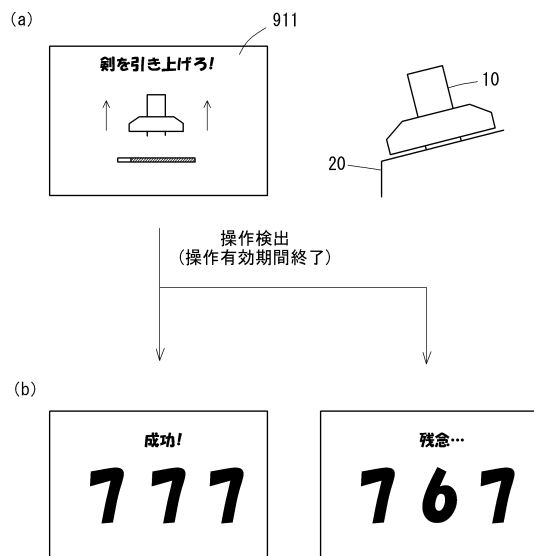 (a)
911
剣を引き上げろ!
10
20
操作検出
(操作有効期間終了)
(b)
成功!
777
残念…
767